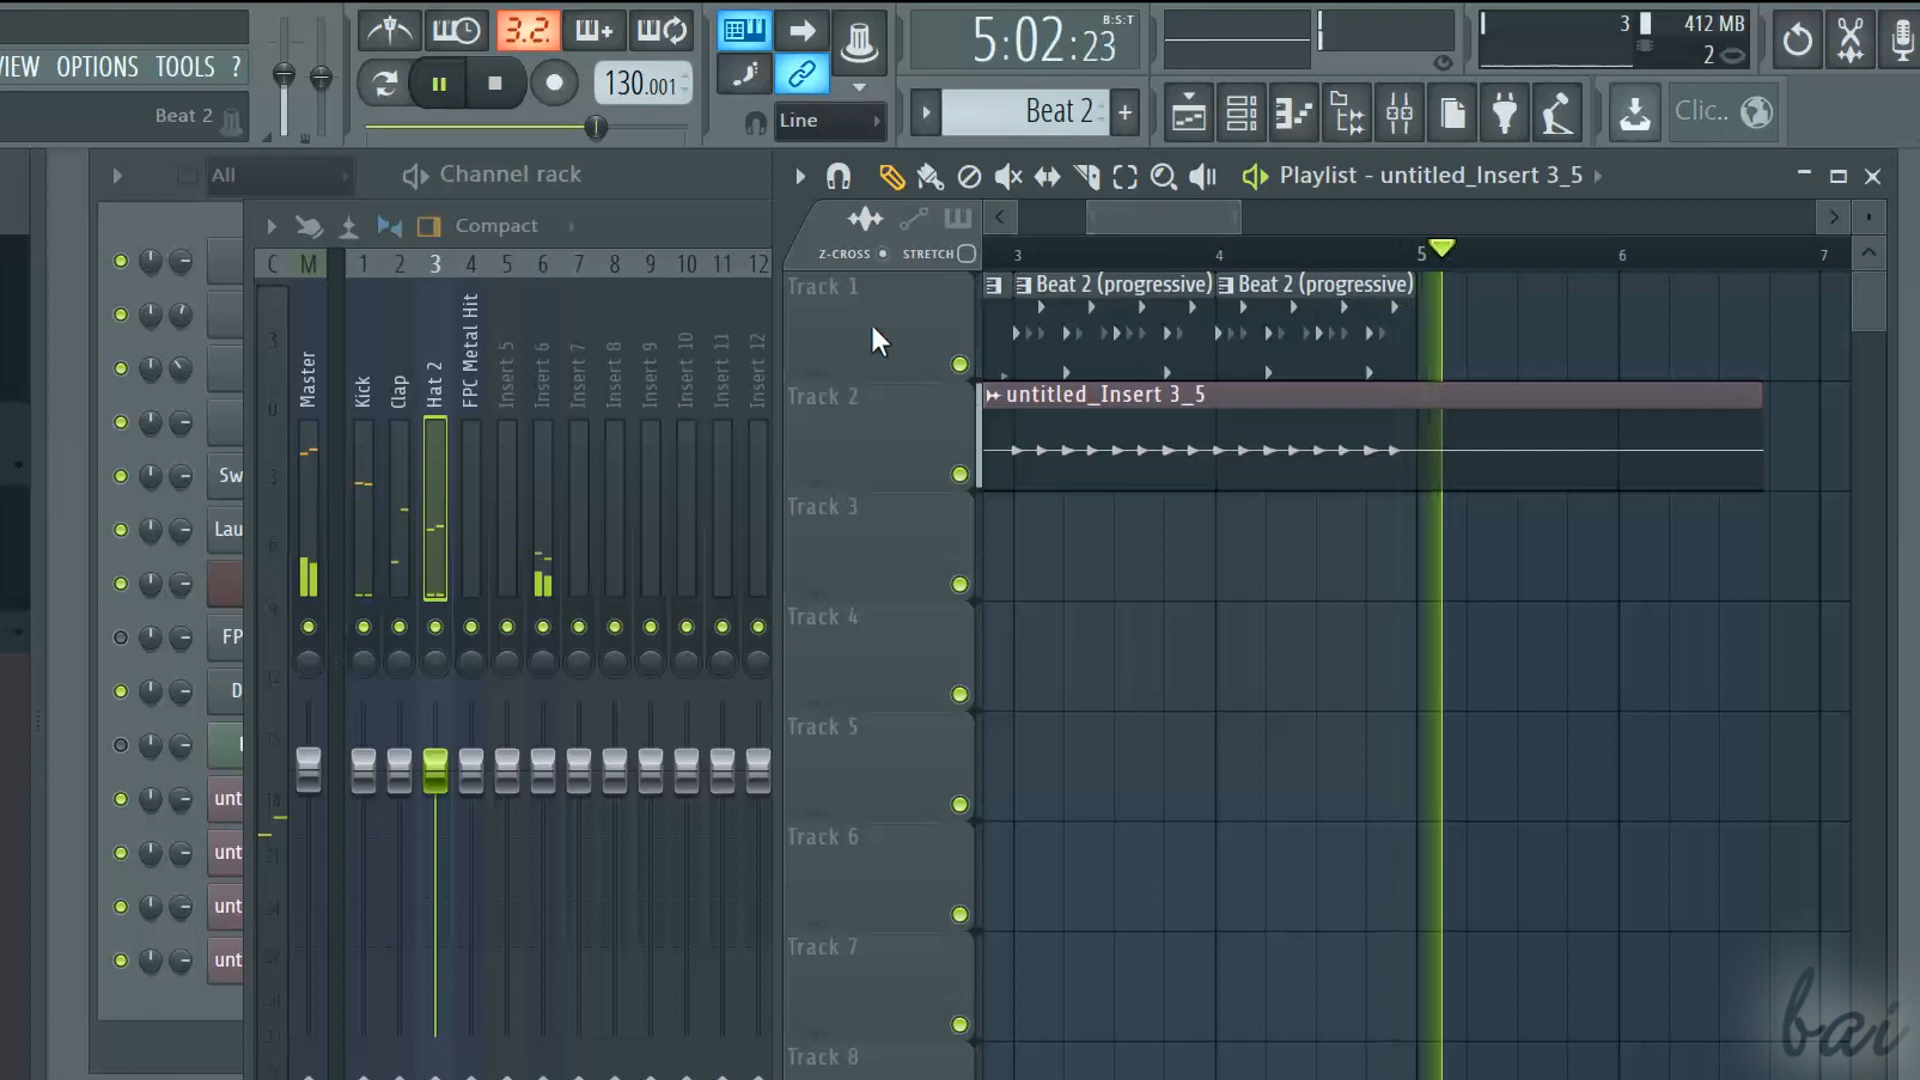 VIEW OPTIONS TOOLS ?
Beat 2
3.2.
130.001
Line
5:02:23
B:S:T
Beat 2
+
3
412 MB
2
Clic..
All
Channel rack
Compact
Playlist - untitled_Insert 3_5
Z-CROSS
STRETCH
3 4 5 6 7
C M 1 2 3 4 5 6 7 8 9 10 11 12
Master
Kick
Clap
Hat 2
FPC Metal Hit
Insert 5
Insert 6
Insert 7
Insert 8
Insert 9
Insert 10
Insert 11
Insert 12
Sw
Lau
FP
D
unt
unt
unt
unt
Track 1
Beat 2 (progressive)
Beat 2 (progressive)
Track 2
untitled_Insert 3_5
Track 3
Track 4
Track 5
Track 6
Track 7
Track 8
bai